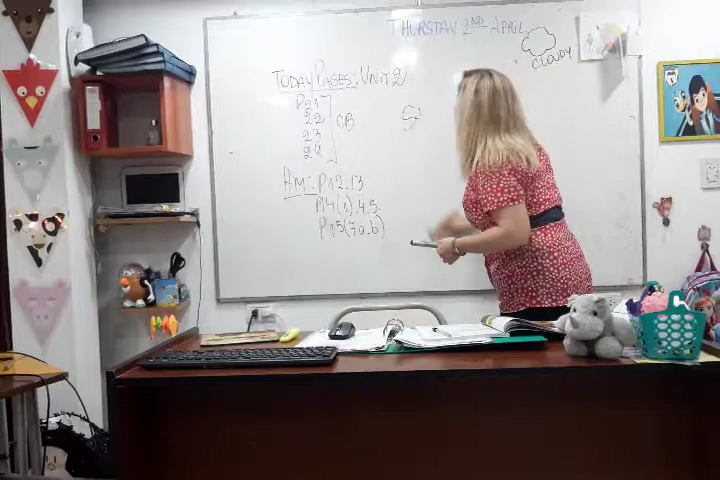 THURSTAY 2ND APRIL
CLOUDY
TODAY PAGES: UNIT 2
P21
22
23
24
CB
HM: P12.13
P14(1).4.5.
P15(7a.b)